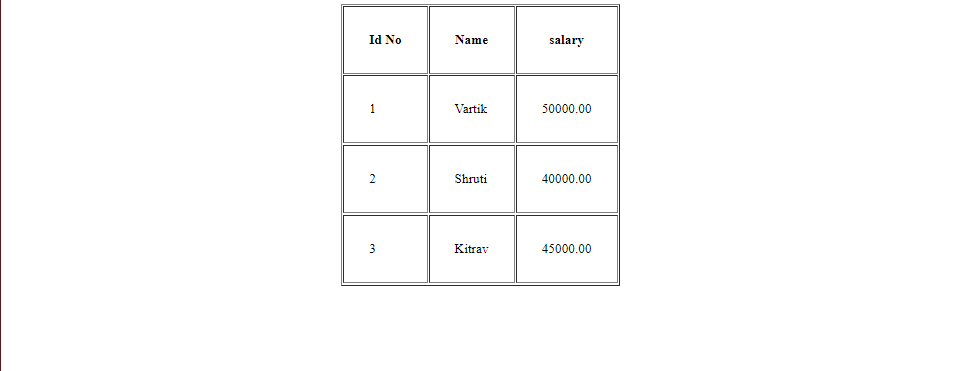 Id No Name salary
1 Vartik 50000.00
2 Shruti 40000.00
3 Kitrav 45000.00